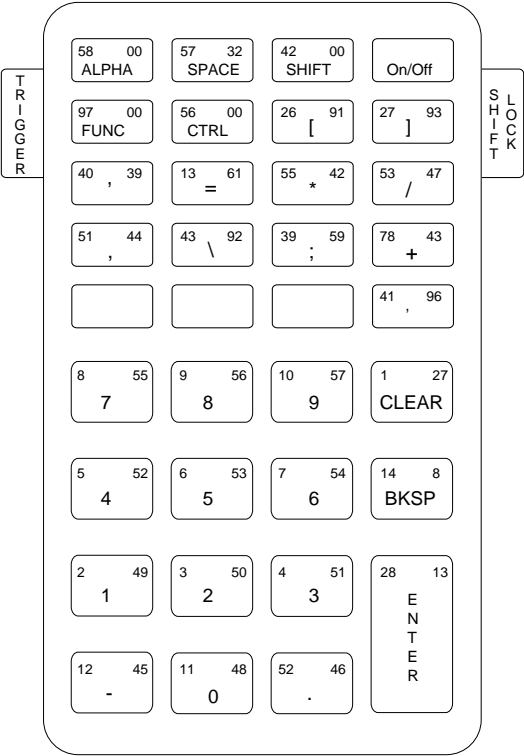 58 00 57 32 42 00
ALPHA SPACE SHIFT On/Off
TRIGGER
SHIFT LOCK
97 00 56 00 26 91 27 93
FUNC CTRL [ ]
40 39 13 61 55 42 53 47
' = * /
51 44 43 92 39 59 78 43
, \ ; +
41 96
'
8 55 9 56 10 57 1 27
7 8 9 CLEAR
5 52 6 53 7 54 14 8
4 5 6 BKSP
2 49 3 50 4 51 28 13
1 2 3 ENTER
12 45 11 48 52 46
- 0 .